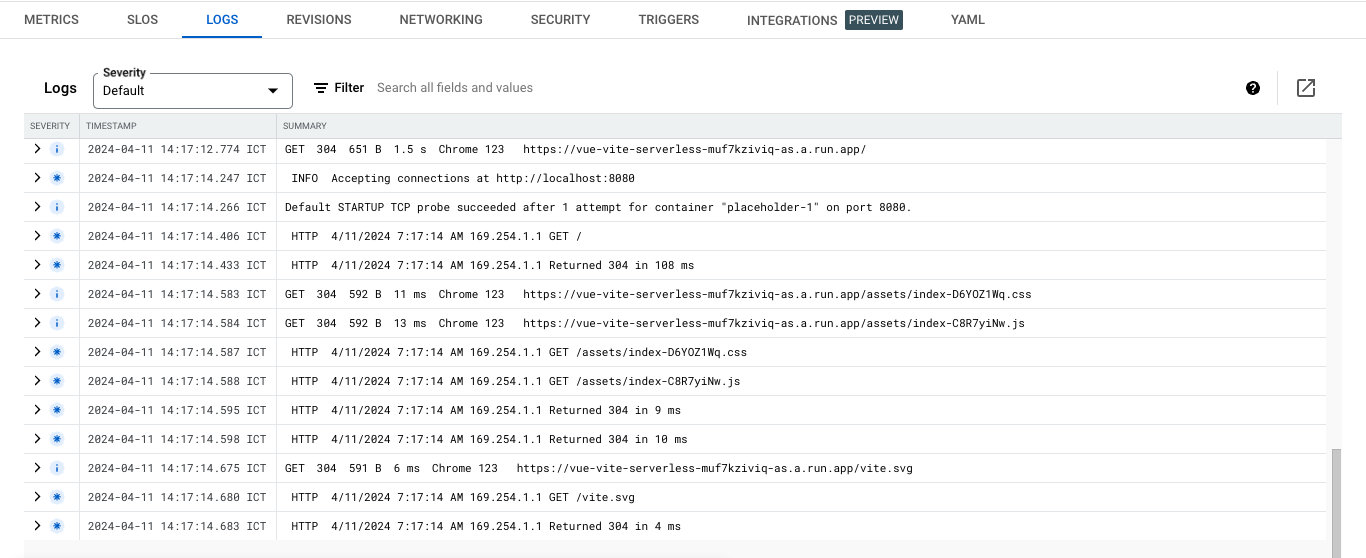 METRICS SLOS LOGS REVISIONS NETWORKING SECURITY TRIGGERS INTEGRATIONS PREVIEW YAML
Logs Severity Default Filter Search all fields and values ?
SEVERITY TIMESTAMP SUMMARY
2024-04-11 14:17:12.774 ICT GET 304 651 B 1.5 s Chrome 123 https://vue-vite-serverless-muf7kziviq-as.a.run.app/
2024-04-11 14:17:14.247 ICT INFO Accepting connections at http://localhost:8080
2024-04-11 14:17:14.266 ICT Default STARTUP TCP probe succeeded after 1 attempt for container "placeholder-1" on port 8080.
2024-04-11 14:17:14.406 ICT HTTP 4/11/2024 7:17:14 AM 169.254.1.1 GET /
2024-04-11 14:17:14.433 ICT HTTP 4/11/2024 7:17:14 AM 169.254.1.1 Returned 304 in 108 ms
2024-04-11 14:17:14.583 ICT GET 304 592 B 11 ms Chrome 123 https://vue-vite-serverless-muf7kziviq-as.a.run.app/assets/index-D6YOZ1Wq.css
2024-04-11 14:17:14.584 ICT GET 304 592 B 13 ms Chrome 123 https://vue-vite-serverless-muf7kziviq-as.a.run.app/assets/index-C8R7yiNw.js
2024-04-11 14:17:14.587 ICT HTTP 4/11/2024 7:17:14 AM 169.254.1.1 GET /assets/index-D6YOZ1Wq.css
2024-04-11 14:17:14.588 ICT HTTP 4/11/2024 7:17:14 AM 169.254.1.1 GET /assets/index-C8R7yiNw.js
2024-04-11 14:17:14.595 ICT HTTP 4/11/2024 7:17:14 AM 169.254.1.1 Returned 304 in 9 ms
2024-04-11 14:17:14.598 ICT HTTP 4/11/2024 7:17:14 AM 169.254.1.1 Returned 304 in 10 ms
2024-04-11 14:17:14.675 ICT GET 304 591 B 6 ms Chrome 123 https://vue-vite-serverless-muf7kziviq-as.a.run.app/vite.svg
2024-04-11 14:17:14.680 ICT HTTP 4/11/2024 7:17:14 AM 169.254.1.1 GET /vite.svg
2024-04-11 14:17:14.683 ICT HTTP 4/11/2024 7:17:14 AM 169.254.1.1 Returned 304 in 4 ms